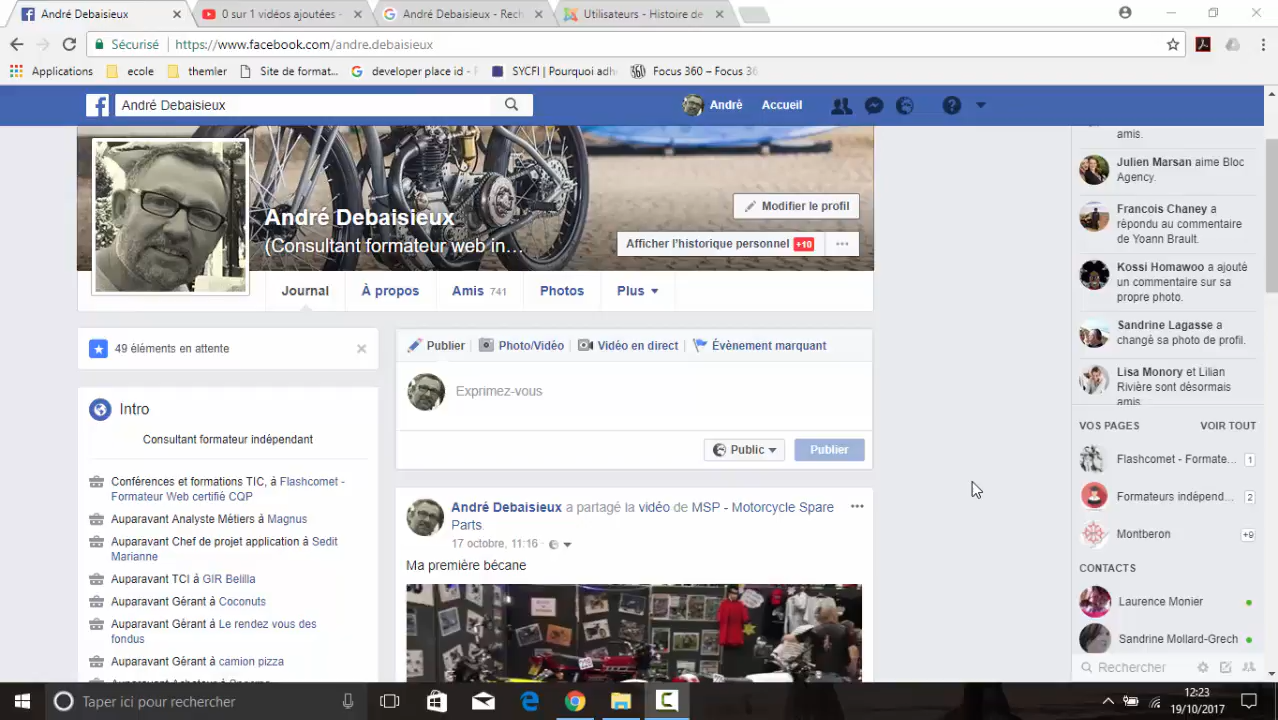 André Debaisieux
0 sur 1 vidéos ajoutées -
André Debaisieux - Rech
Utilisateurs - Histoire de
Sécurisé https://www.facebook.com/andre.debaisieux
Applications ecole themler Site de format... developer place id - SYCFI | Pourquoi adh Focus 360 – Focus 36
André Debaisieux
Andrè Accueil
André Debaisieux
(Consultant formateur web in...
Modifier le profil
Afficher l'historique personnel +10 ...
Journal À propos Amis 741 Photos Plus
49 éléments en attente
Intro
Consultant formateur indépendant
Conférences et formations TIC, à Flashcomet -
Formateur Web certifié CQP
Auparavant Analyste Métiers à Magnus
Auparavant Chef de projet application à Sedit
Marianne
Auparavant TCI à GIR Belilla
Auparavant Gérant à Coconuts
Auparavant Gérant à Le rendez vous des
fondus
Auparavant Gérant à camion pizza
Publier Photo/Vidéo Vidéo en direct Évènement marquant
Exprimez-vous
Public Publier
André Debaisieux a partagé la vidéo de MSP - Motorcycle Spare
Parts.
17 octobre, 11:16
Ma première bécane
amis.
Julien Marsan aime Bloc
Agency.
Francois Chaney a
répondu au commentaire
de Yoann Brault.
Kossi Homawoo a ajouté
un commentaire sur sa
propre photo.
Sandrine Lagasse a
changé sa photo de profil.
Lisa Monory et Lilian
Rivière sont désormais
amis.
VOS PAGES VOIR TOUT
Flashcomet - Formate... 1
Formateurs indépend... 2
Montberon +9
CONTACTS
Laurence Monier
Sandrine Mollard-Grech
Rechercher
Taper ici pour rechercher
12:23
19/10/2017